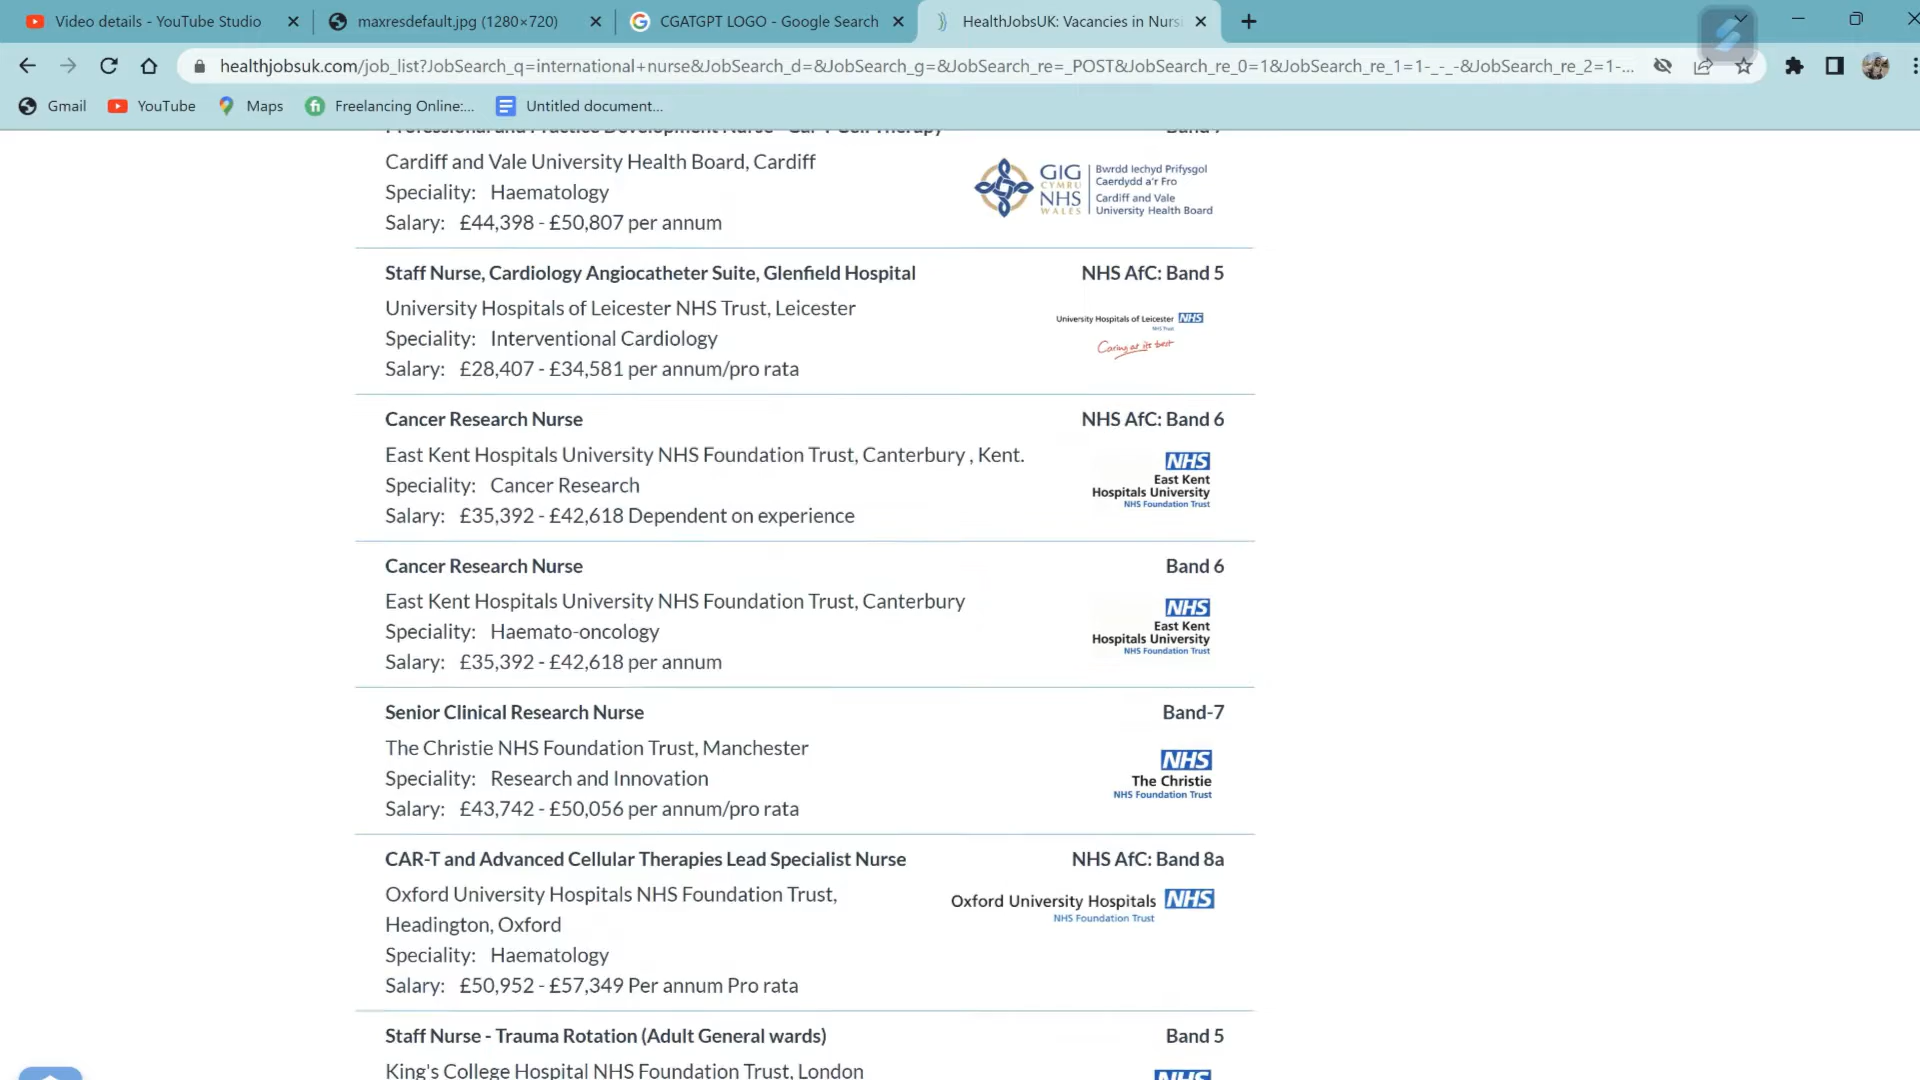 Video details - YouTube Studio
maxresdefault.jpg (1280×720)
CGATGPT LOGO - Google Search
HealthJobsUK: Vacancies in Nurs
healthjobsuk.com/job_list?JobSearch_q=international+nurse&JobSearch_d=&JobSearch_g=&JobSearch_re=_POST&JobSearch_re_0=1&JobSearch_re_1=1-_-_-&JobSearch_re_2=1-...
Gmail
YouTube
Maps
Freelancing Online:...
Untitled document...
Professional and Practice Development Nurse - Car-T Cell Therapy
Band 7
Cardiff and Vale University Health Board, Cardiff
Speciality: Haematology
Salary: £44,398 - £50,807 per annum
GIG
CYMRU
NHS
WALES
Bwrdd Iechyd Prifysgol
Caerdydd a'r Fro
Cardiff and Vale
University Health Board
Staff Nurse, Cardiology Angiocatheter Suite, Glenfield Hospital
NHS AfC: Band 5
University Hospitals of Leicester NHS Trust, Leicester
Speciality: Interventional Cardiology
Salary: £28,407 - £34,581 per annum/pro rata
University Hospitals of Leicester NHS
NHS Trust
Caring at its best
Cancer Research Nurse
NHS AfC: Band 6
East Kent Hospitals University NHS Foundation Trust, Canterbury , Kent.
Speciality: Cancer Research
Salary: £35,392 - £42,618 Dependent on experience
NHS
East Kent
Hospitals University
NHS Foundation Trust
Cancer Research Nurse
Band 6
East Kent Hospitals University NHS Foundation Trust, Canterbury
Speciality: Haemato-oncology
Salary: £35,392 - £42,618 per annum
NHS
East Kent
Hospitals University
NHS Foundation Trust
Senior Clinical Research Nurse
Band-7
The Christie NHS Foundation Trust, Manchester
Speciality: Research and Innovation
Salary: £43,742 - £50,056 per annum/pro rata
NHS
The Christie
NHS Foundation Trust
CAR-T and Advanced Cellular Therapies Lead Specialist Nurse
NHS AfC: Band 8a
Oxford University Hospitals NHS Foundation Trust,
Headington, Oxford
Speciality: Haematology
Salary: £50,952 - £57,349 Per annum Pro rata
Oxford University Hospitals NHS
NHS Foundation Trust
Staff Nurse - Trauma Rotation (Adult General wards)
Band 5
King's College Hospital NHS Foundation Trust, London
NHS